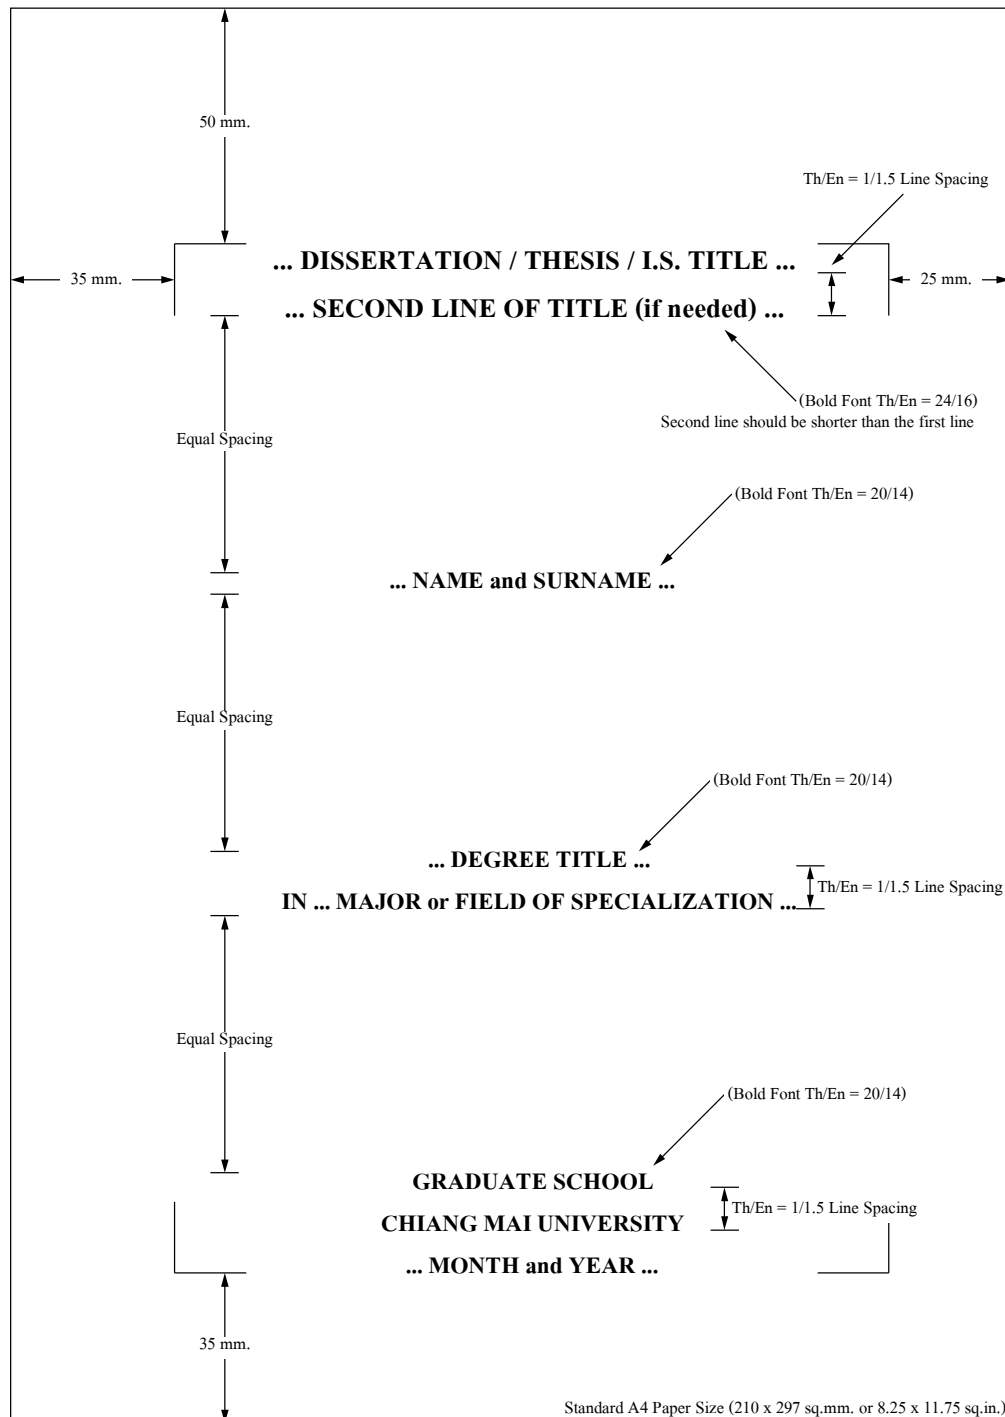 50 mm.
Th/En = 1/1.5 Line Spacing
... DISSERTATION / THESIS / I.S. TITLE ...
35 mm.
25 mm.
... SECOND LINE OF TITLE (if needed) ...
(Bold Font Th/En = 24/16)
Second line should be shorter than the first line
Equal Spacing
(Bold Font Th/En = 20/14)
... NAME and SURNAME ...
Equal Spacing
(Bold Font Th/En = 20/14)
... DEGREE TITLE ...
Th/En = 1/1.5 Line Spacing
IN ... MAJOR or FIELD OF SPECIALIZATION ...
Equal Spacing
(Bold Font Th/En = 20/14)
GRADUATE SCHOOL
Th/En = 1/1.5 Line Spacing
CHIANG MAI UNIVERSITY
... MONTH and YEAR ...
35 mm.
Standard A4 Paper Size (210 x 297 sq.mm. or 8.25 x 11.75 sq.in.)